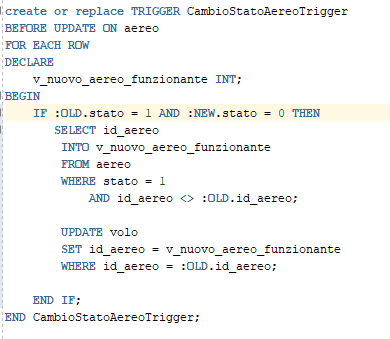 create or replace TRIGGER CambioStatoAereoTrigger
BEFORE UPDATE ON aereo
FOR EACH ROW
DECLARE
    v_nuovo_aereo_funzionante INT;
BEGIN
    IF :OLD.stato = 1 AND :NEW.stato = 0 THEN
       SELECT id_aereo
        INTO v_nuovo_aereo_funzionante
        FROM aereo
        WHERE stato = 1
            AND id_aereo <> :OLD.id_aereo;
        UPDATE volo
        SET id_aereo = v_nuovo_aereo_funzionante
        WHERE id_aereo = :OLD.id_aereo;
    END IF;
END CambioStatoAereoTrigger;